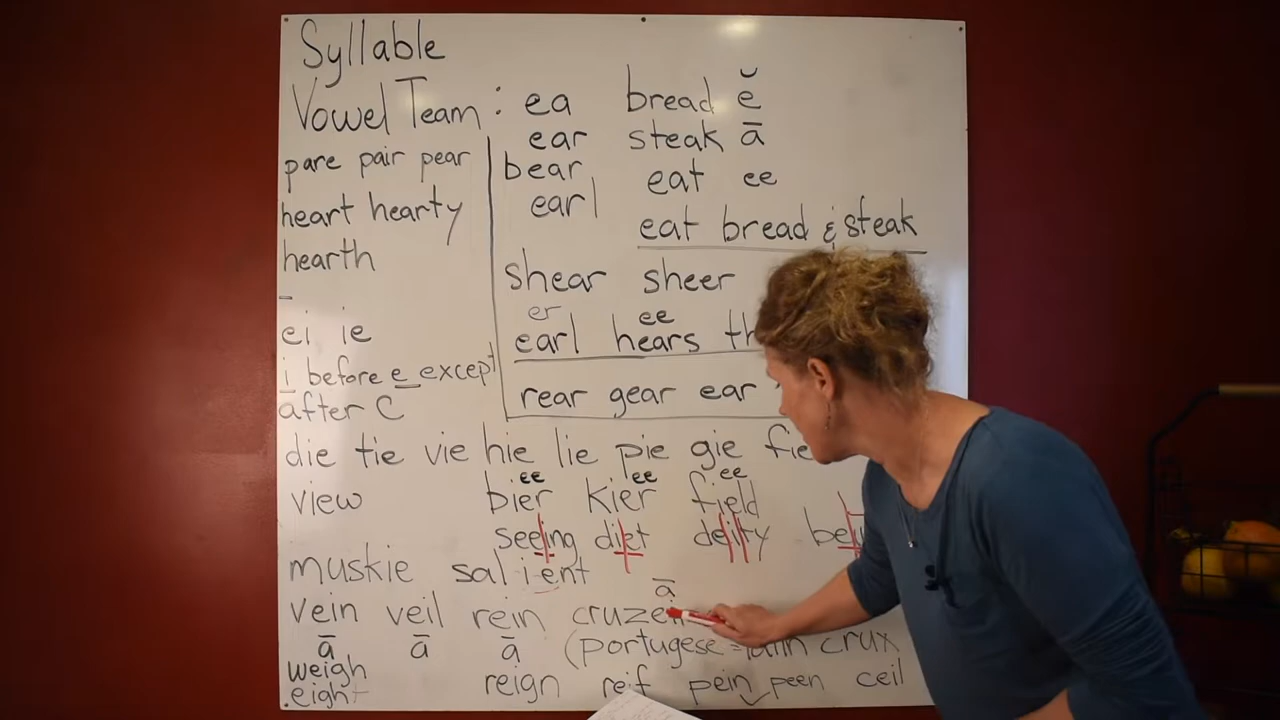 Syllable
Vowel Team : ea bread ĕ
ear steak ā
pare pair pear bear eat ee
heart hearty earl eat bread & steak
hearth shear sheer
er ee
ei ie earl hears
i before e except rear gear ear
after C
die tie vie hie lie pie gie
ee ee ee
view bier kier field
seeing diet deity
muskie salient
ā
vein veil rein
ā ā ā (portugese = latin crux
weigh
eight reign reif pein peen ceil